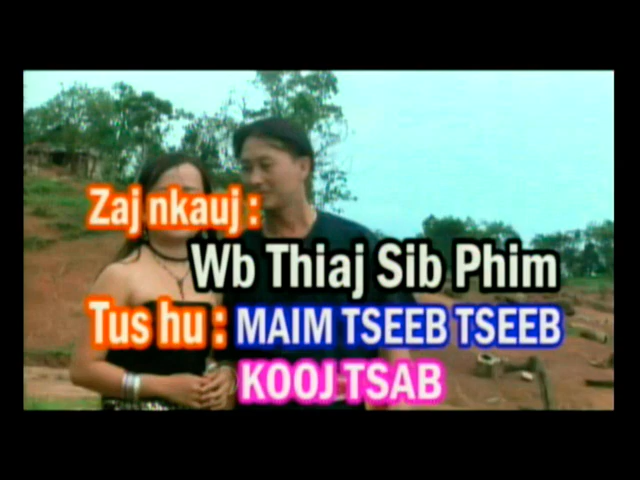 Zaj nkauj :
Wb Thiaj Sib Phim
Tus hu : MAIM TSEEB TSEEB
KOOJ TSAB